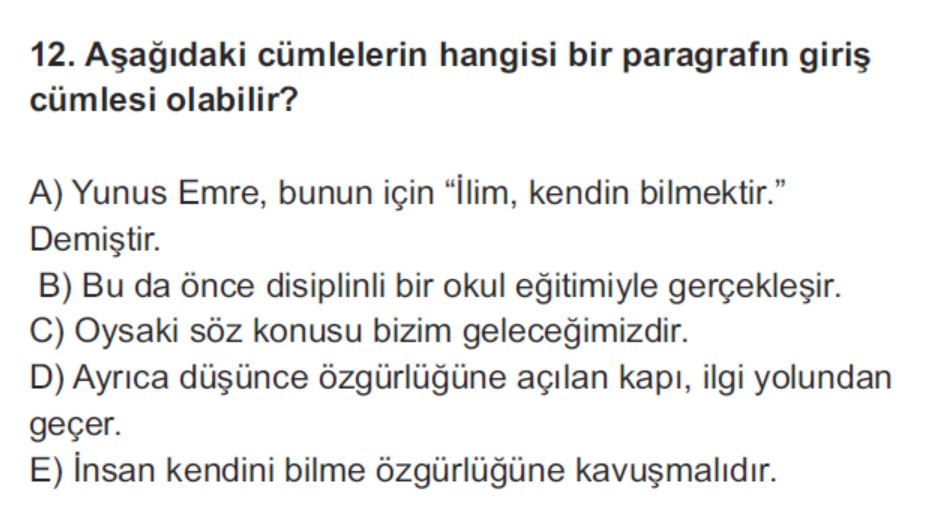 12. Aşağıdaki cümlelerin hangisi bir paragrafın giriş
cümlesi olabilir?
A) Yunus Emre, bunun için “İlim, kendin bilmektir.”
Demiştir.
B) Bu da önce disiplinli bir okul eğitimiyle gerçekleşir.
C) Oysaki söz konusu bizim geleceğimizdir.
D) Ayrıca düşünce özgürlüğüne açılan kapı, ilgi yolundan
geçer.
E) İnsan kendini bilme özgürlüğüne kavuşmalıdır.